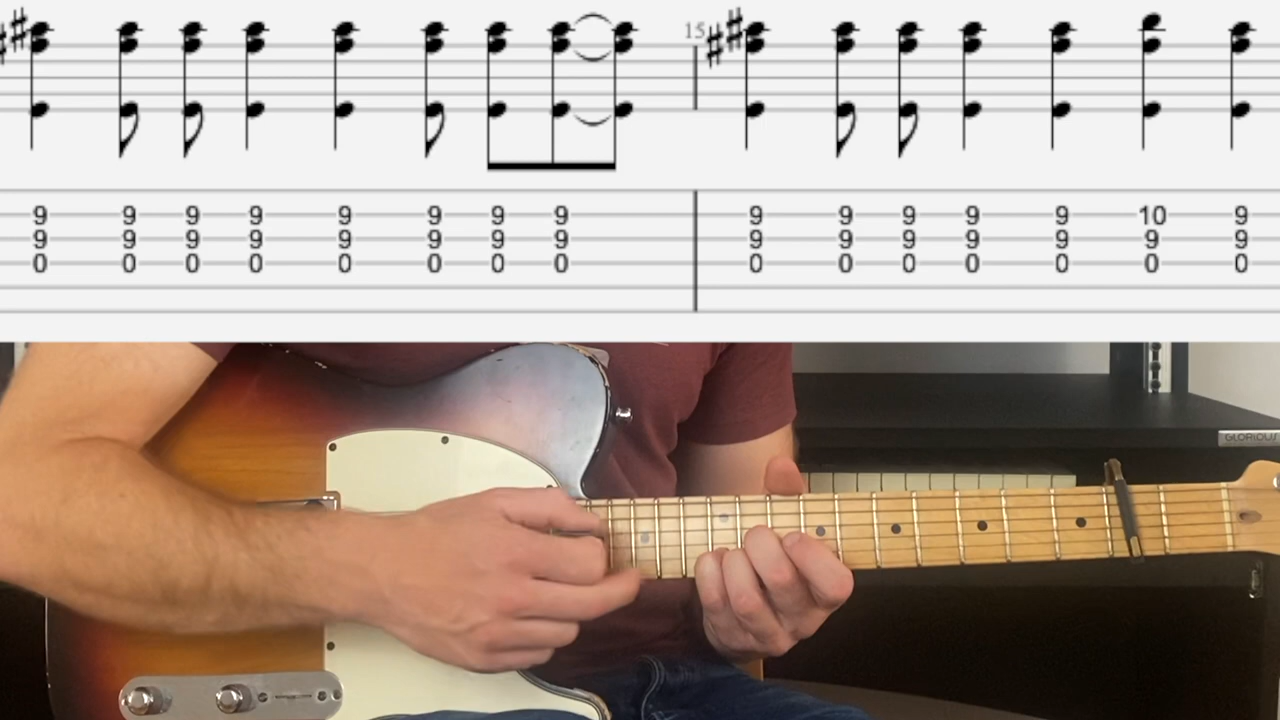 15
9 9 9 9 9 9 9 9 9 9 9 9 9 10 9
9 9 9 9 9 9 9 9 9 9 9 9 9 9 9
0 0 0 0 0 0 0 0 0 0 0 0 0 0 0
GLORIOUS